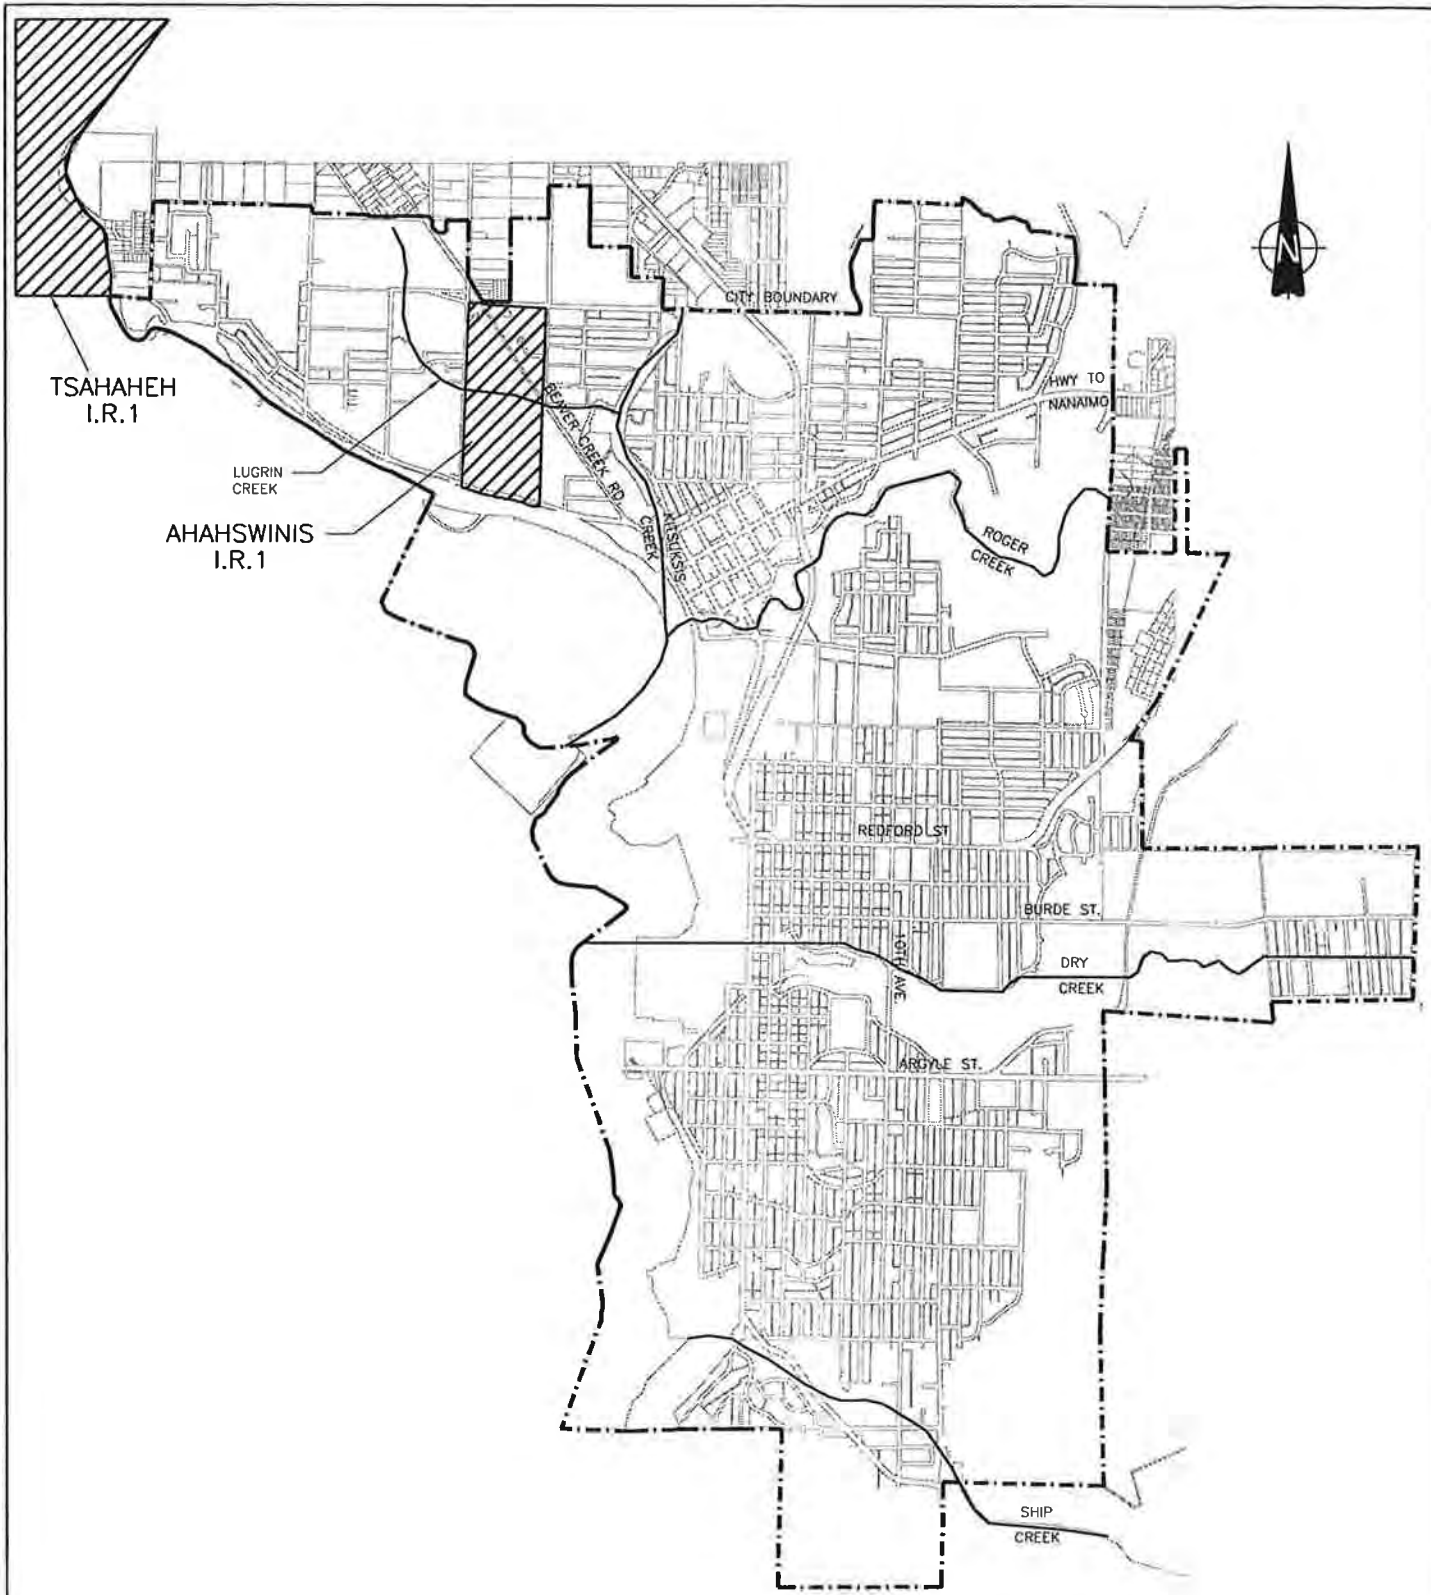 N
CITY BOUNDARY
TSAHAHEH
I.R.1
HWY TO
NANAIMO
BEAVER CREEK RD.
LUGRIN
CREEK
KITSUKSIS
CREEK
AHAHSWINIS
I.R.1
ROGER
CREEK
REDFORD ST
BURDE ST.
10TH AVE.
DRY
CREEK
ARGYLE ST.
SHIP
CREEK